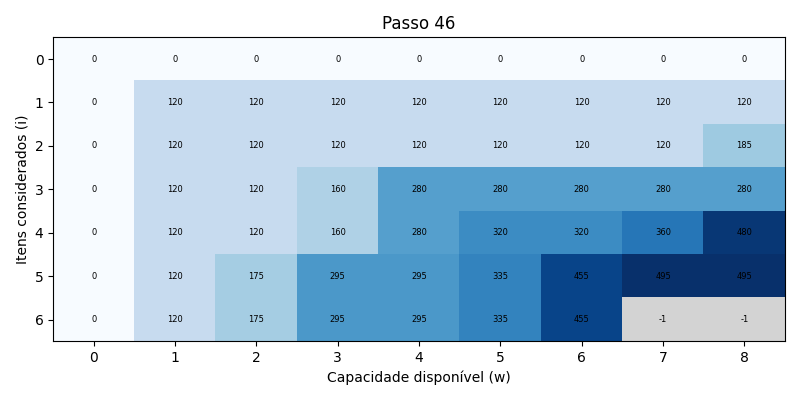 Passo 46
Itens considerados (i)
0 0 0 0 0 0 0 0 0 0
1 0 120 120 120 120 120 120 120 120
2 0 120 120 120 120 120 120 120 185
3 0 120 120 160 280 280 280 280 280
4 0 120 120 160 280 320 320 360 480
5 0 120 175 295 295 335 455 495 495
6 0 120 175 295 295 335 455 -1 -1
0 1 2 3 4 5 6 7 8
Capacidade disponível (w)